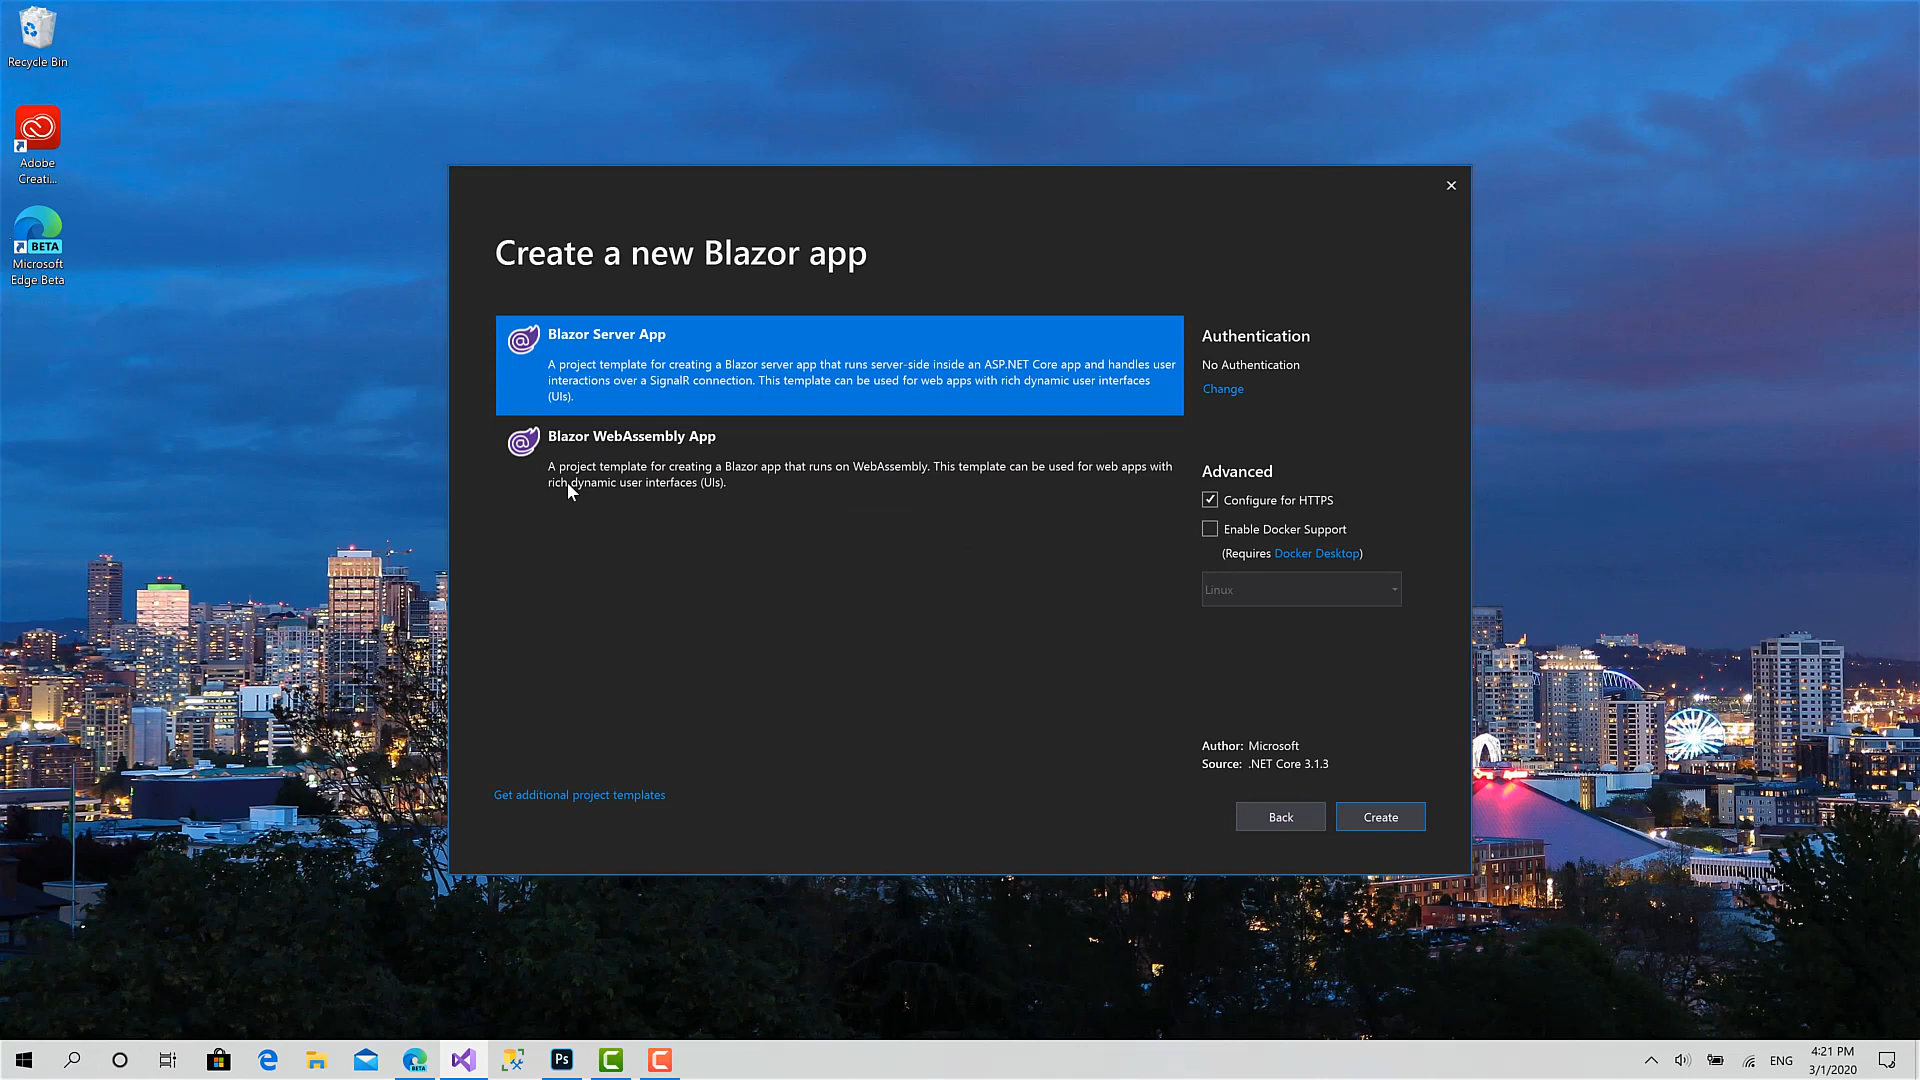 Recycle Bin
Adobe
Creati...
BETA
Microsoft
Edge Beta
Create a new Blazor app
Blazor Server App
A project template for creating a Blazor server app that runs server-side inside an ASP.NET Core app and handles user
interactions over a SignalR connection. This template can be used for web apps with rich dynamic user interfaces
(UIs).
Blazor WebAssembly App
A project template for creating a Blazor app that runs on WebAssembly. This template can be used for web apps with
rich dynamic user interfaces (UIs).
Get additional project templates
Authentication
No Authentication
Change
Advanced
Configure for HTTPS
Enable Docker Support
(Requires Docker Desktop)
Linux
Author: Microsoft
Source: .NET Core 3.1.3
Back
Create
BETA
Ps
ENG
4:21 PM
3/1/2020